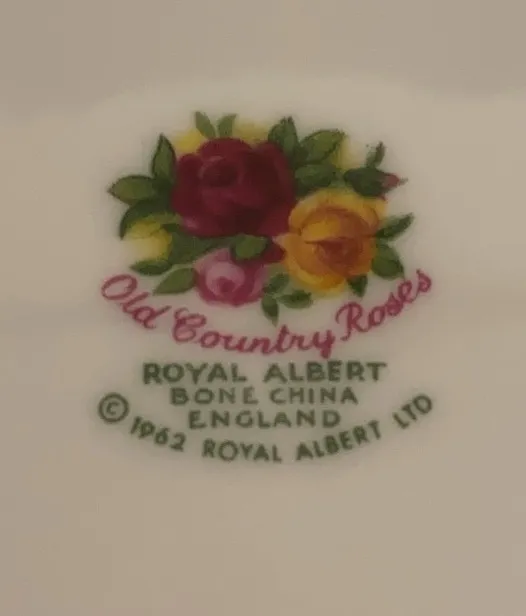 Old Country Roses
ROYAL ALBERT
BONE CHINA
ENGLAND
© 1962 ROYAL ALBERT LTD